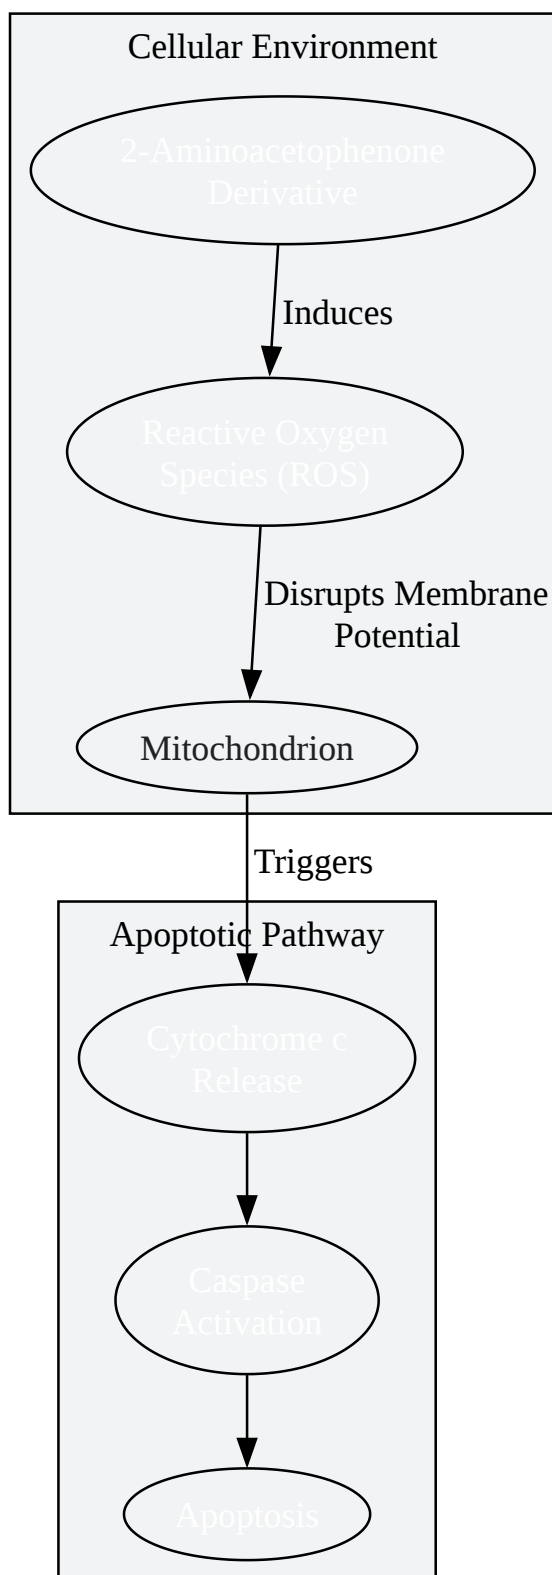 Cellular Environment
2-Aminoacetophenone
Derivative
Induces
Reactive Oxygen
Species (ROS)
Disrupts Membrane
Potential
Mitochondrion
Triggers
Apoptotic Pathway
Cytochrome c
Release
Caspase
Activation
Apoptosis